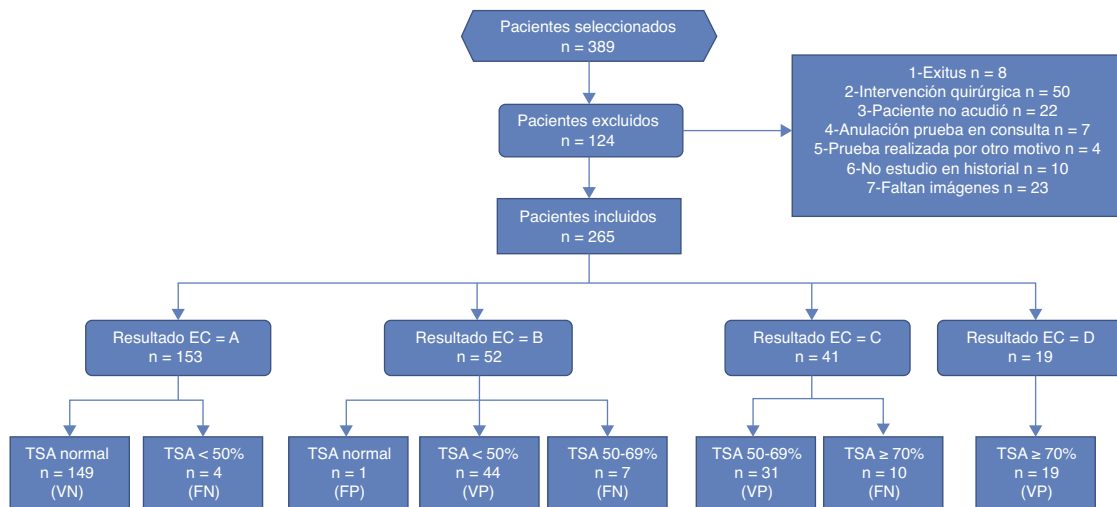 Pacientes seleccionados
n = 389
1-Exitus n = 8
2-Intervención quirúrgica n = 50
3-Paciente no acudió n = 22
4-Anulación prueba en consulta n = 7
5-Prueba realizada por otro motivo n = 4
6-No estudio en historial n = 10
7-Faltan imágenes n = 23
Pacientes excluidos
n = 124
Pacientes incluidos
n = 265
Resultado EC = A
n = 153
Resultado EC = B
n = 52
Resultado EC = C
n = 41
Resultado EC = D
n = 19
TSA normal
n = 149
(VN)
TSA < 50%
n = 4
(FN)
TSA normal
n = 1
(FP)
TSA < 50%
n = 44
(VP)
TSA 50-69%
n = 7
(FN)
TSA 50-69%
n = 31
(VP)
TSA ≥ 70%
n = 10
(FN)
TSA ≥ 70%
n = 19
(VP)